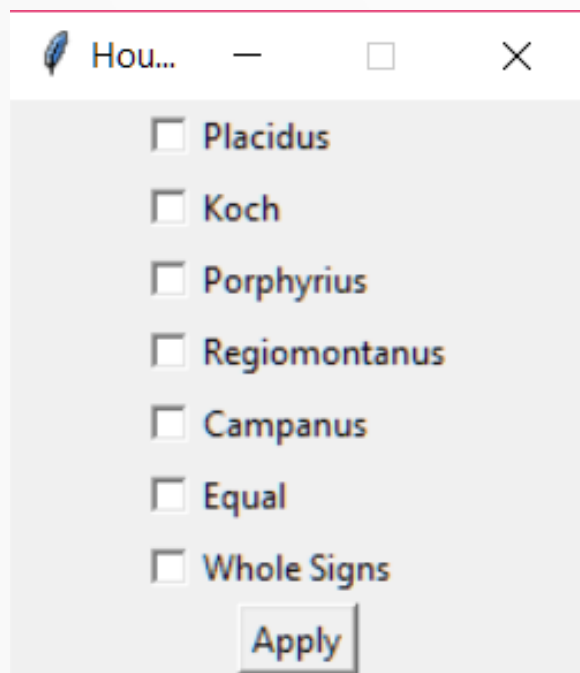 Hou...
Placidus
Koch
Porphyrius
Regiomontanus
Campanus
Equal
Whole Signs
Apply